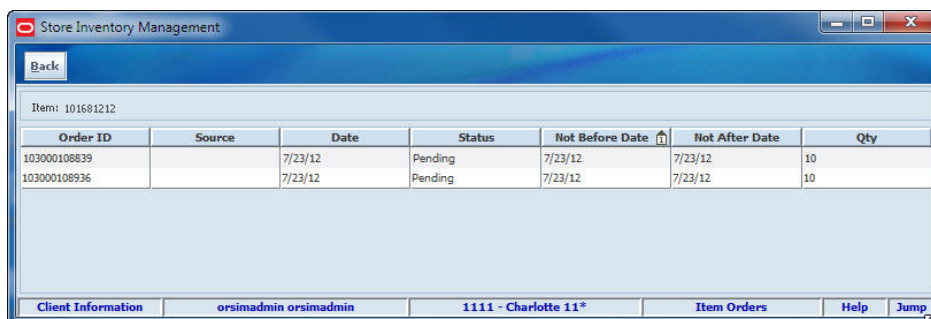 Store Inventory Management
Back
Item: 101681212
Order ID Source Date Status Not Before Date 1 Not After Date Qty
103000108839 7/23/12 Pending 7/23/12 7/23/12 10
103000108936 7/23/12 Pending 7/23/12 7/23/12 10
Client Information orsimadmin orsimadmin 1111 - Charlotte 11* Item Orders Help Jump